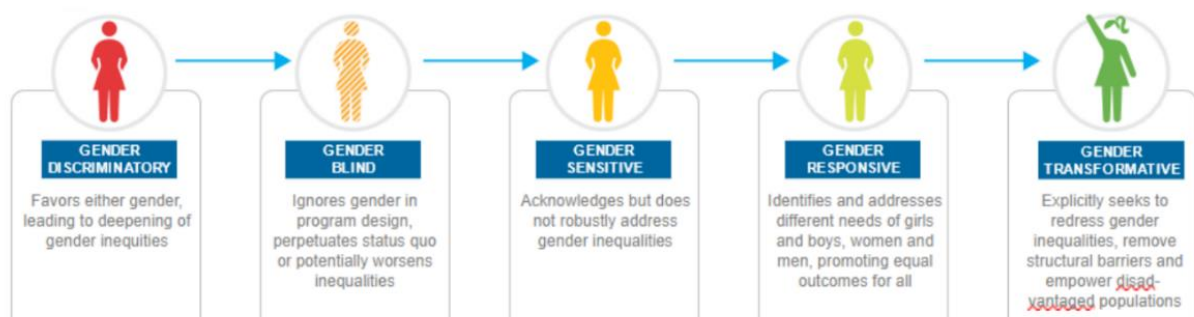 GENDER
DISCRIMINATORY
Favors either gender,
leading to deepening of
gender inequities
GENDER
BLIND
Ignores gender in
program design,
perpetuates status quo
or potentially worsens
inequalities
GENDER
SENSITIVE
Acknowledges but does
not robustly address
gender inequalities
GENDER
RESPONSIVE
Identifies and addresses
different needs of girls
and boys, women and
men, promoting equal
outcomes for all
GENDER
TRANSFORMATIVE
Explicitly seeks to
redress gender
inequalities, remove
structural barriers and
empower disad-
vantaged populations